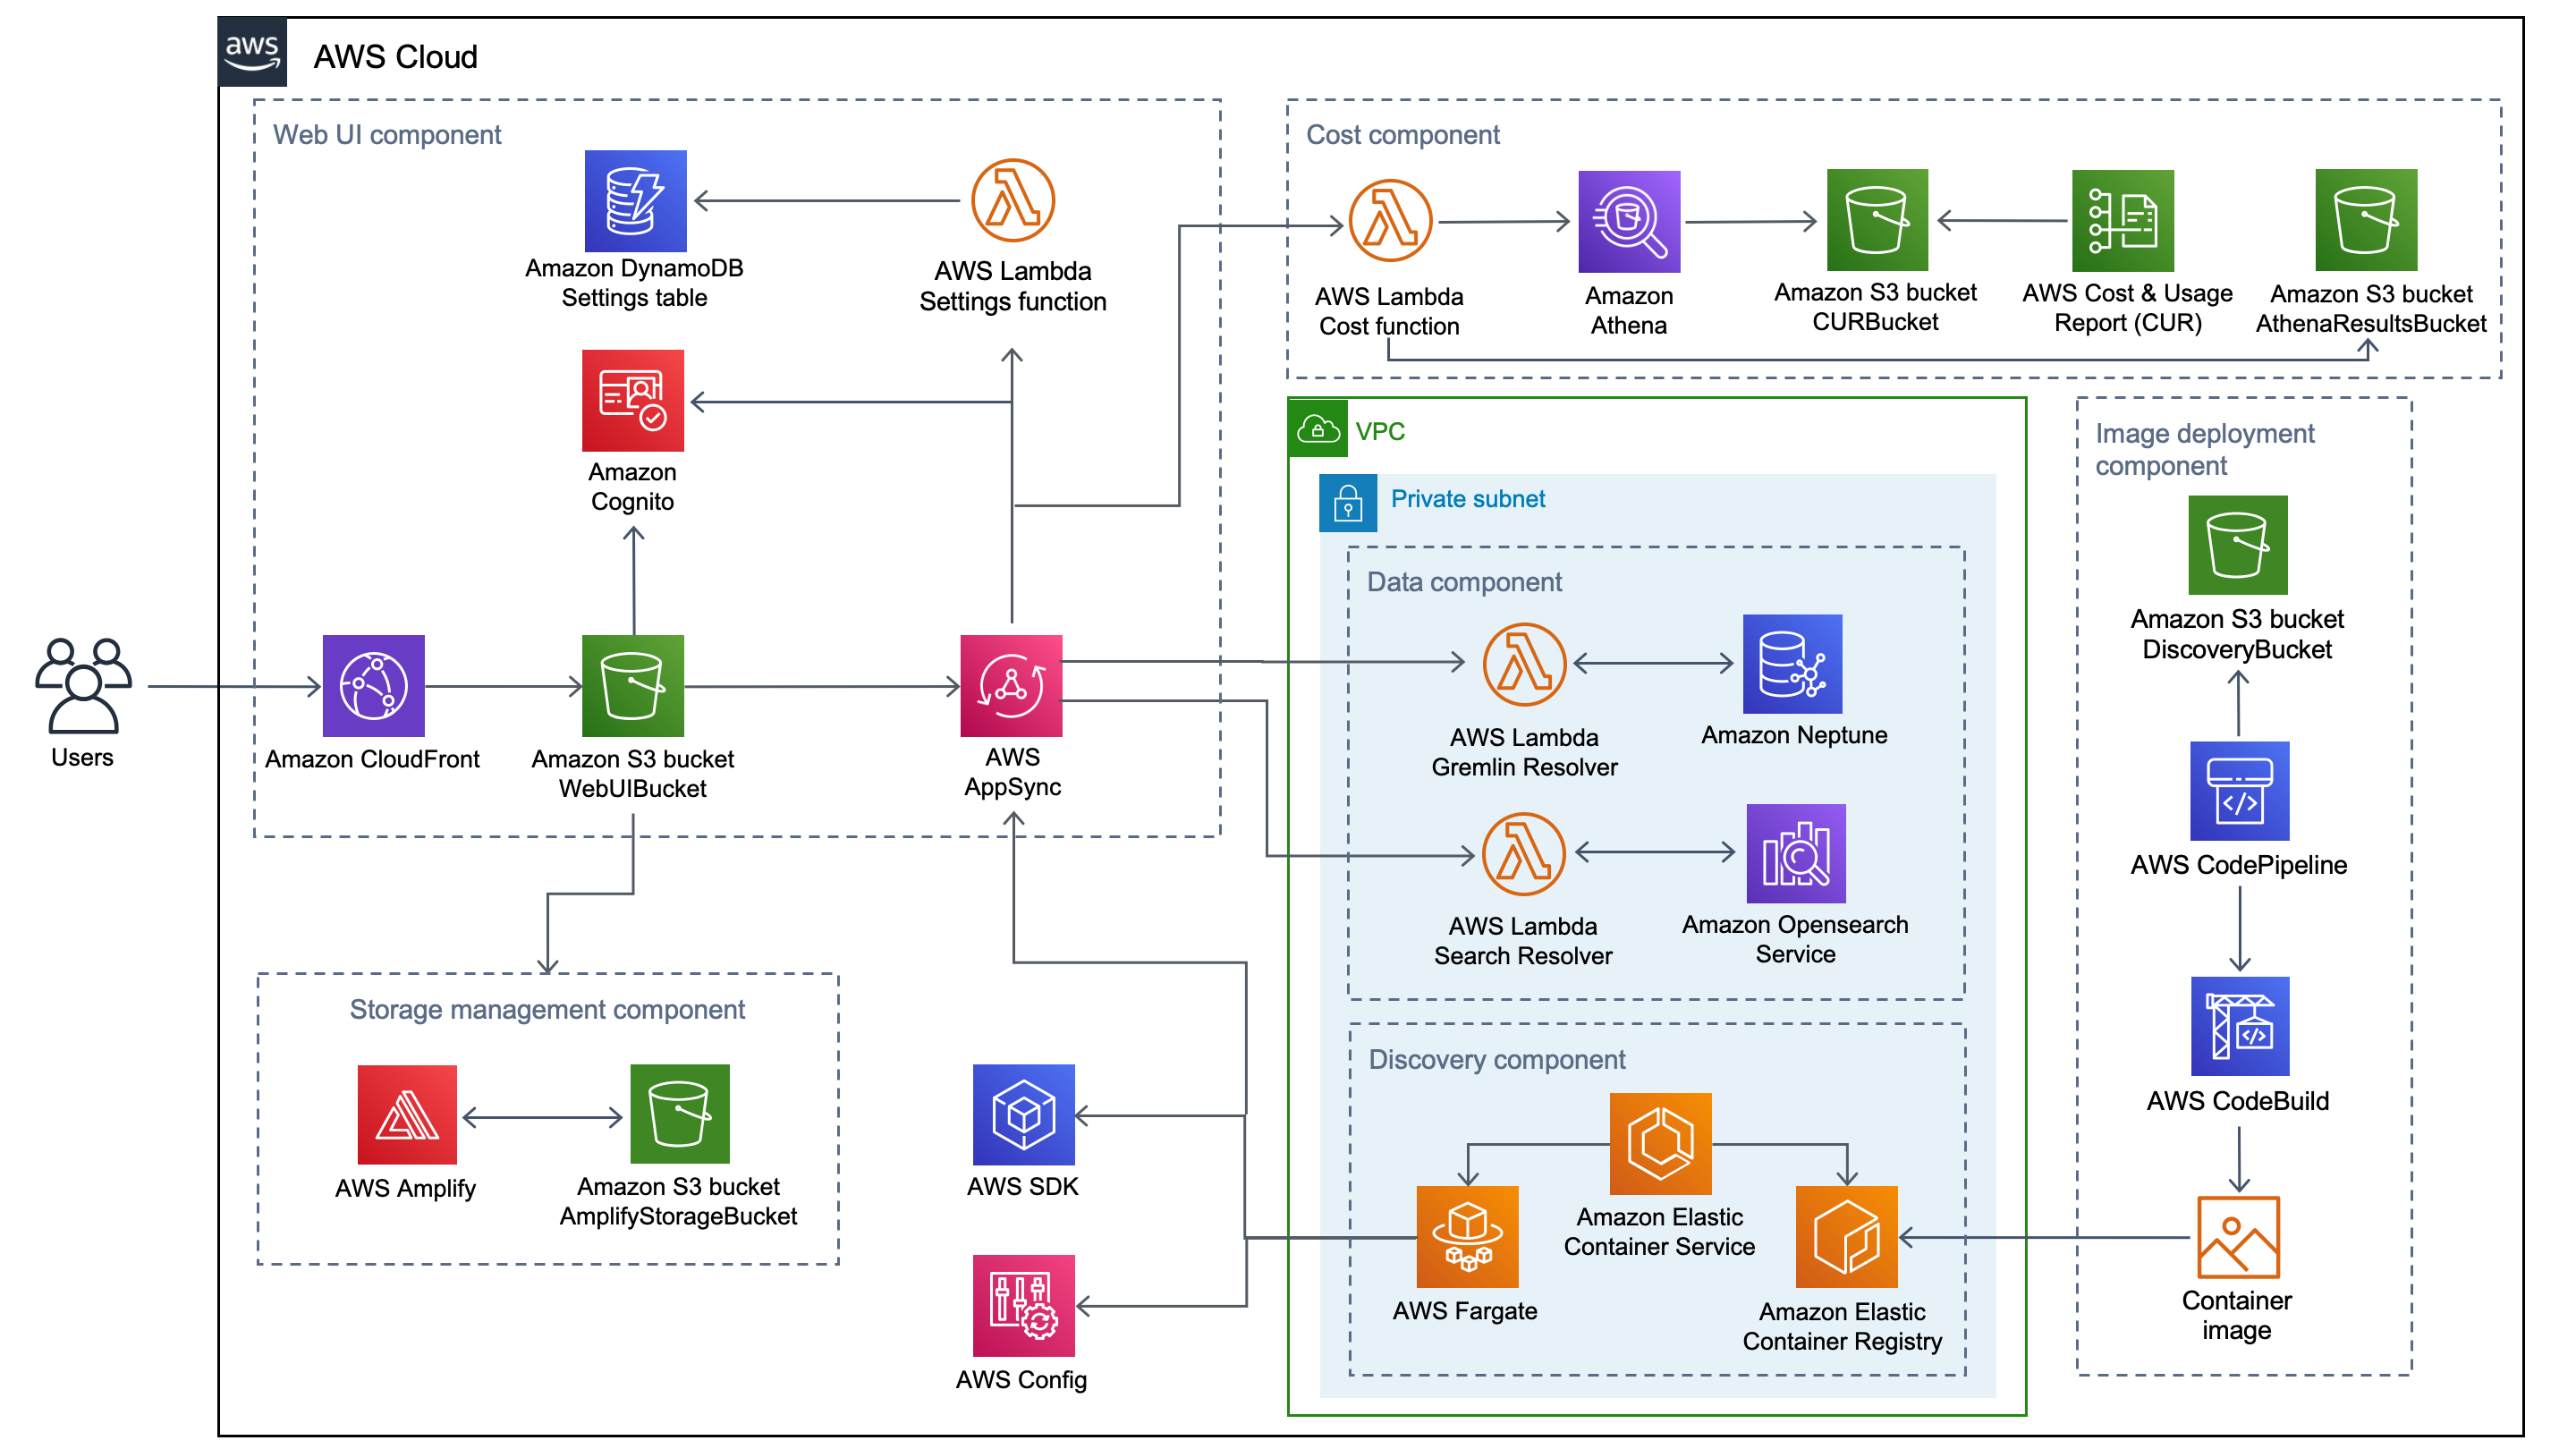 aws
AWS Cloud
Web UI component
Amazon DynamoDB
Settings table
AWS Lambda
Settings function
Amazon
Cognito
Users
Amazon CloudFront
Amazon S3 bucket
WebUIBucket
AWS
AppSync
Storage management component
AWS Amplify
Amazon S3 bucket
AmplifyStorageBucket
AWS SDK
AWS Config
Cost component
AWS Lambda
Cost function
Amazon
Athena
Amazon S3 bucket
CURBucket
AWS Cost & Usage
Report (CUR)
Amazon S3 bucket
AthenaResultsBucket
VPC
Private subnet
Data component
AWS Lambda
Gremlin Resolver
Amazon Neptune
AWS Lambda
Search Resolver
Amazon Opensearch
Service
Discovery component
Amazon Elastic
Container Service
AWS Fargate
Amazon Elastic
Container Registry
Image deployment
component
Amazon S3 bucket
DiscoveryBucket
AWS CodePipeline
AWS CodeBuild
Container
image